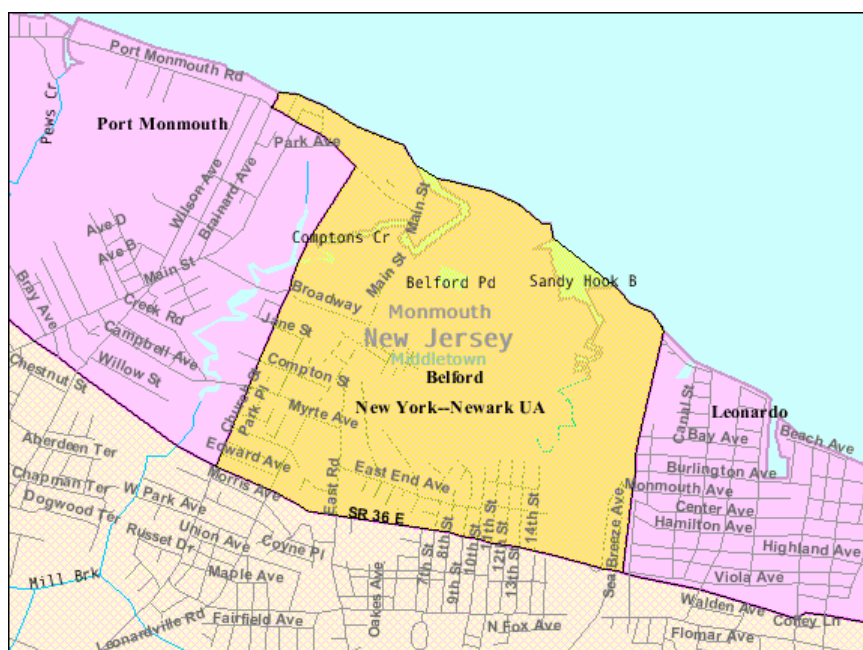 Port Monmouth Rd
Pews Cr
Port Monmouth
Park Ave
Wilson Ave
Brainard Ave
Main St
Ave D
Ave B
Main St
Comptons Cr
Main St
Belford Pd
Sandy Hook B
Bray Ave
Creek Rd
Broadway
Monmouth
Jane St
New Jersey
Campbell Ave
Middletown
Willow St
Compton St
Belford
Chestnut St
Church St
Park Pl
Myrte Ave
New York--Newark UA
Canal St
Leonardo
Beach Ave
Bay Ave
Aberdeen Ter
Edward Ave
East End Ave
Burlington Ave
Chapman Ter
W Park Ave
Morris Ave
East Rd
Monmouth Ave
Dogwood Ter
SR 36 E
Sea Breeze Ave
Center Ave
Hamilton Ave
Union Ave
Russet Dr
Coyne Pl
7th St
8th St
9th St
10th St
11th St
12th St
13th St
14th St
Highland Ave
Mill Brk
Maple Ave
Oakes Ave
Viola Ave
Leonardville Rd
Fairfield Ave
N Fox Ave
Walden Ave
Coney Ln
Flomar Ave